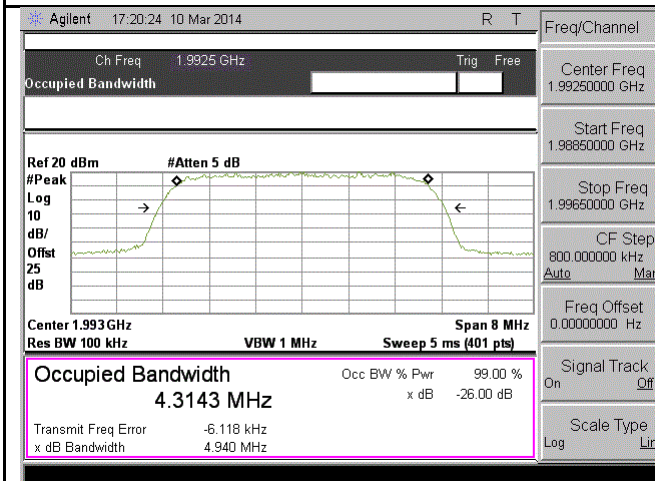 Agilent 17:20:24 10 Mar 2014 R T
Ch Freq 1.9925 GHz Trig Free
Occupied Bandwidth
Ref 20 dBm #Atten 5 dB
#Peak
Log
10
dB/
Offst
25
dB
Center 1.993 GHz Span 8 MHz
Res BW 100 kHz VBW 1 MHz Sweep 5 ms (401 pts)
Occupied Bandwidth Occ BW % Pwr 99.00 %
4.3143 MHz x dB -26.00 dB
Transmit Freq Error -6.118 kHz
x dB Bandwidth 4.940 MHz
Freq/Channel
Center Freq
1.99250000 GHz
Start Freq
1.98850000 GHz
Stop Freq
1.99650000 GHz
CF Step
800.000000 kHz
Auto Man
Freq Offset
0.00000000 Hz
Signal Track
On Off
Scale Type
Log Lin